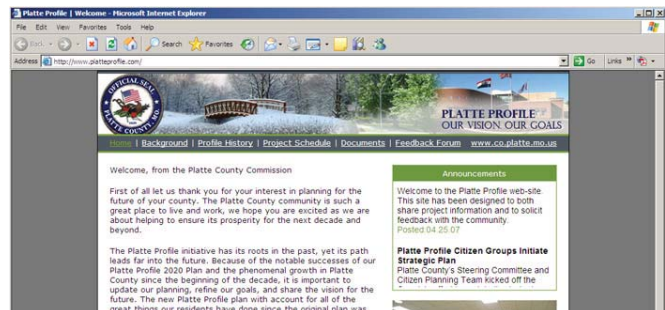 Platte Profile | Welcome - Microsoft Internet Explorer
File Edit View Favorites Tools Help
Back Search Favorites
Address http://www.platteprofile.com/ Go Links
OFFICIAL SEAL
PLATTE COUNTY, MO
PLATTE PROFILE
OUR VISION OUR GOALS
Home | Background | Profile History | Project Schedule | Documents | Feedback Forum www.co.platte.mo.us
Welcome, from the Platte County Commission
First of all let us thank you for your interest in planning for the
future of your county. The Platte County community is such a
great place to live and work, we hope you are excited as we are
about helping to ensure its prosperity for the next decade and
beyond.
The Platte Profile initiative has its roots in the past, yet its path
leads far into the future. Because of the notable successes of our
Platte Profile 2020 Plan and the phenomenal growth in Platte
County since the beginning of the decade, it is important to
update our planning, refine our goals, and share the vision for the
future. The new Platte Profile plan with account for all of the
great things our residents have done since the original plan was
Announcements
Welcome to the Platte Profile web-site.
This site has been designed to both
share project information and to solicit
feedback with the community.
Posted 04 25 07
Platte Profile Citizen Groups Initiate
Strategic Plan
Platte County's Steering Committee and
Citizen Planning Team kicked off the